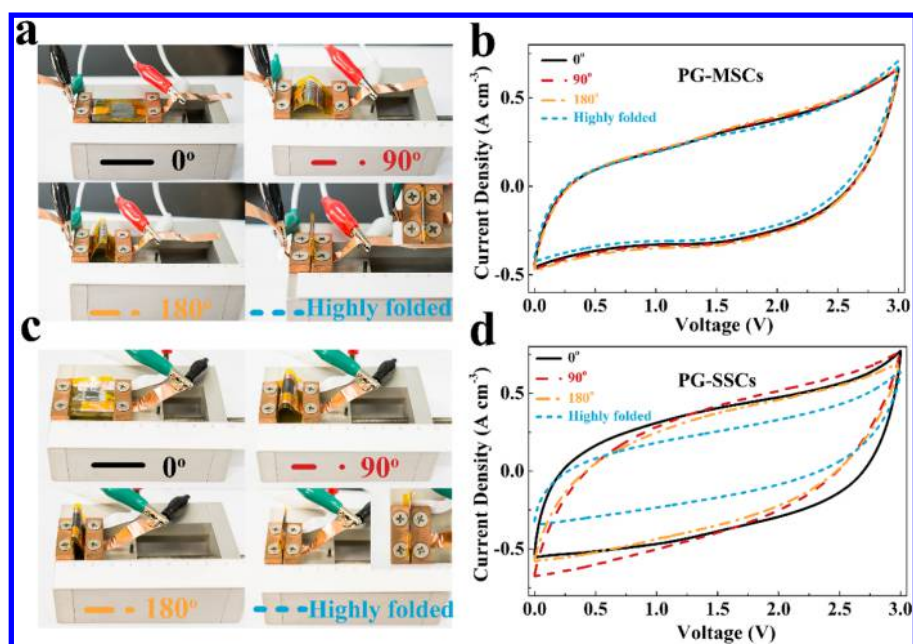 a
0°
90°
180°
Highly folded
b
0°
90°
180°
Highly folded
PG-MSCs
Current Density (A cm⁻³)
0.5
0.0
-0.5
0.0 0.5 1.0 1.5 2.0 2.5 3.0
Voltage (V)
c
0°
90°
180°
Highly folded
d
0°
90°
180°
Highly folded
PG-SSCs
Current Density (A cm⁻³)
0.5
0.0
-0.5
0.0 0.5 1.0 1.5 2.0 2.5 3.0
Voltage (V)